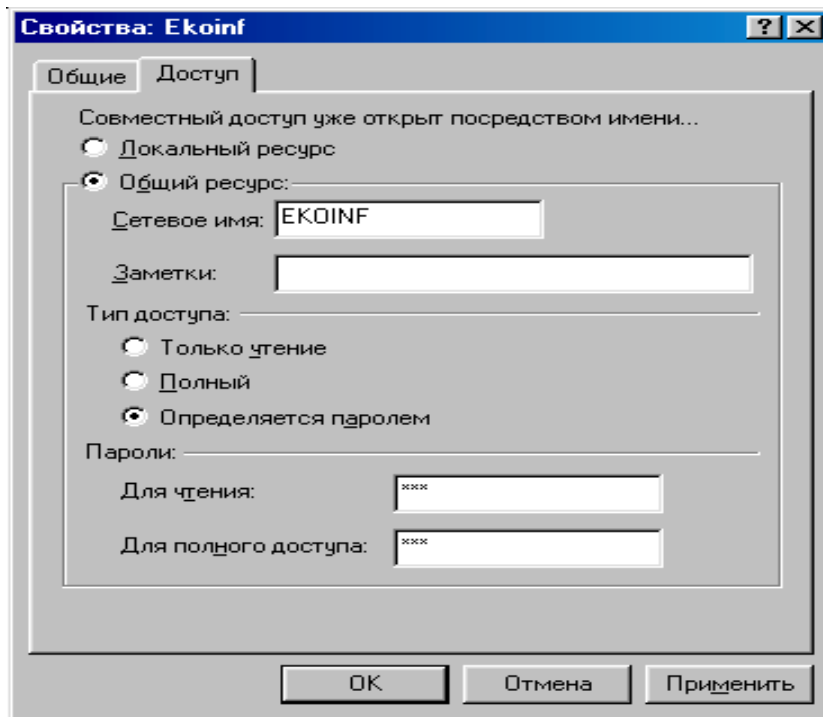 Свойства: Ekoinf
Общие Доступ
Совместный доступ уже открыт посредством имени...
Локальный ресурс
Общий ресурс:
Сетевое имя: EKOINF
Заметки:
Тип доступа:
Только чтение
Полный
Определяется паролем
Пароли:
Для чтения: ***
Для полного доступа: ***
OK Отмена Применить